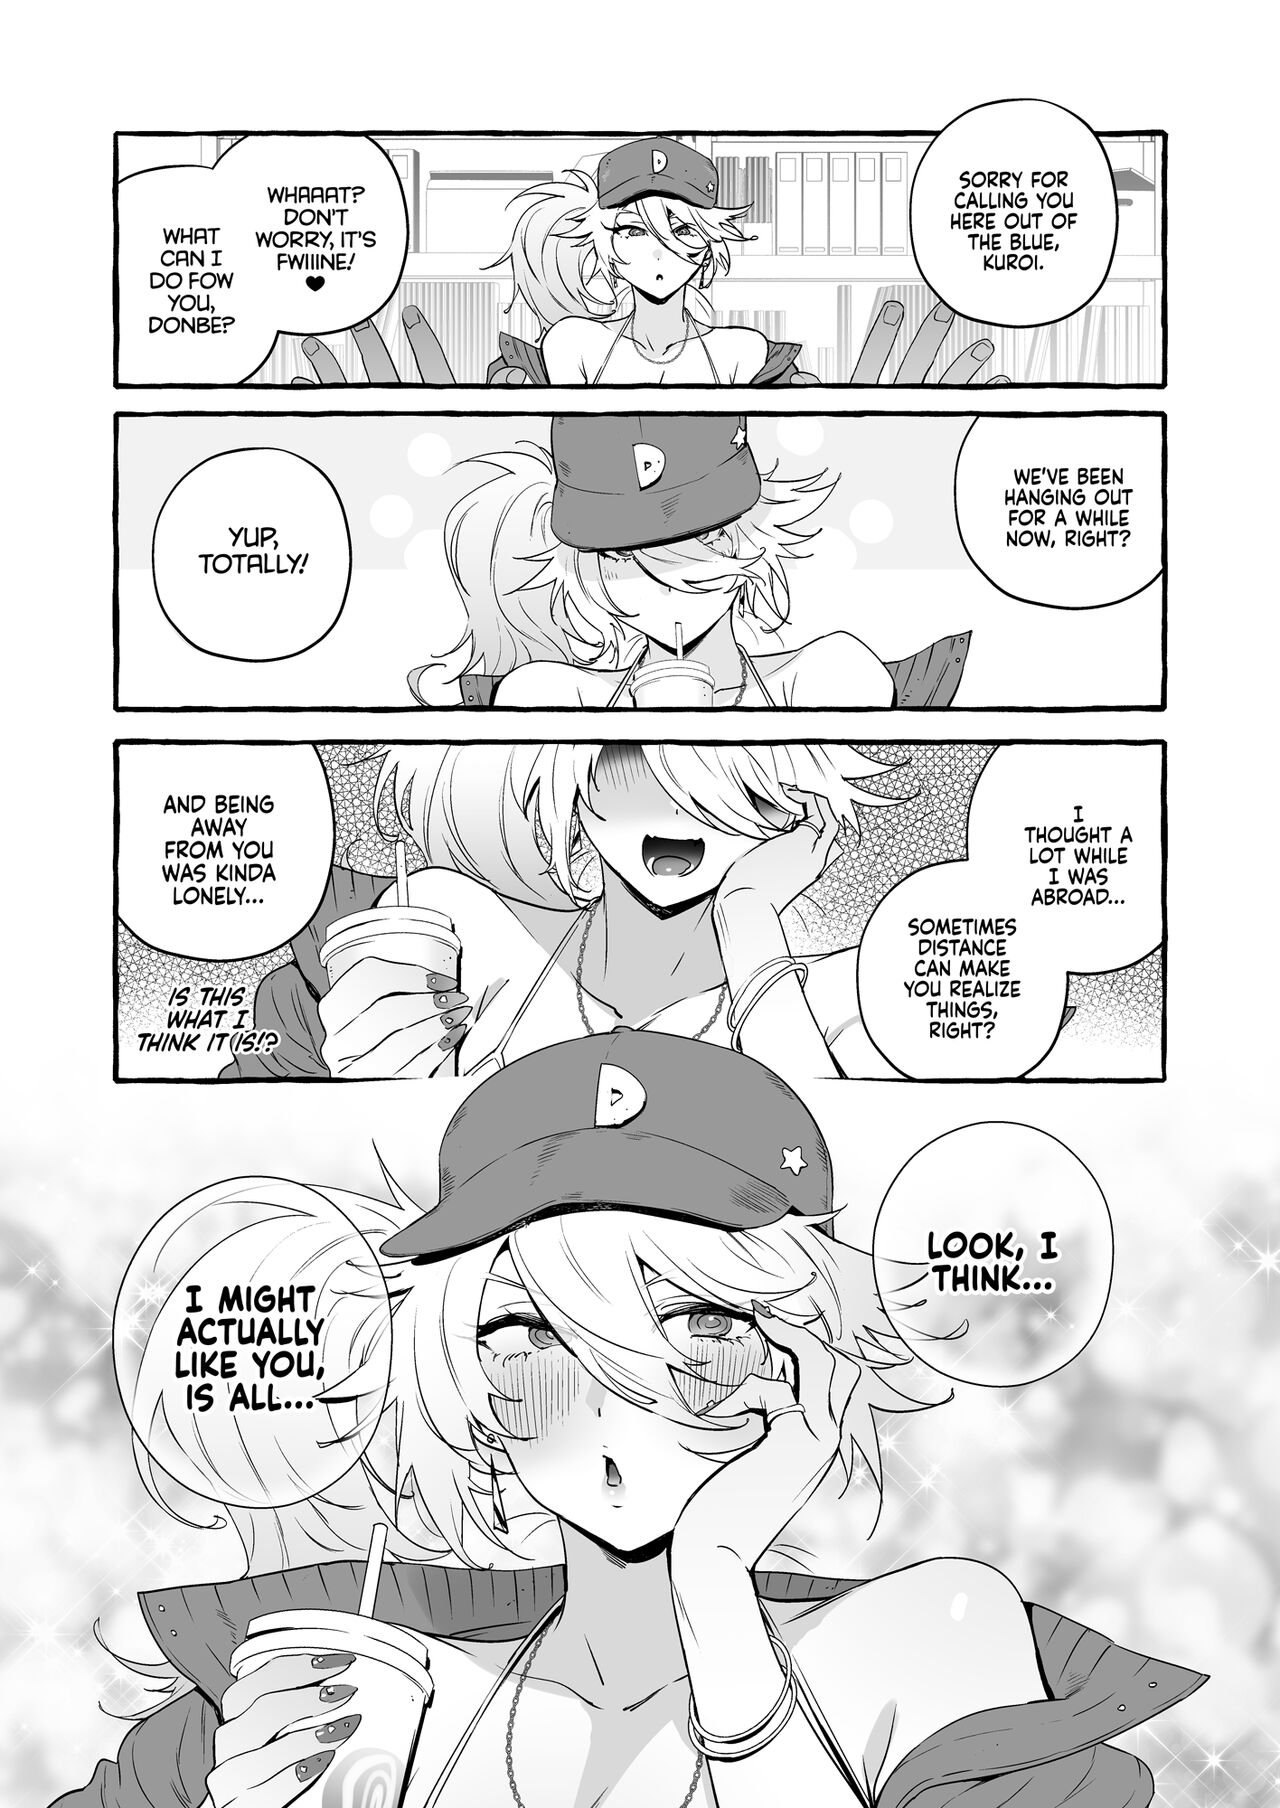 SORRY FOR
CALLING YOU
HERE OUT OF
THE BLUE,
KUROI.
WHAAAT?
DON'T
WORRY, IT'S
FWIIINE!
♥
WHAT
CAN I
DO FOW
YOU,
DONBE?
D
WE'VE BEEN
HANGING OUT
FOR A WHILE
NOW, RIGHT?
YUP,
TOTALLY!
D
I
THOUGHT A
LOT WHILE
I WAS
ABROAD...
SOMETIMES
DISTANCE
CAN MAKE
YOU REALIZE
THINGS,
RIGHT?
AND BEING
AWAY
FROM YOU
WAS KINDA
LONELY...
IS THIS
WHAT I
THINK IT IS!?
D
LOOK, I
THINK...
I MIGHT
ACTUALLY
LIKE YOU,
IS ALL...